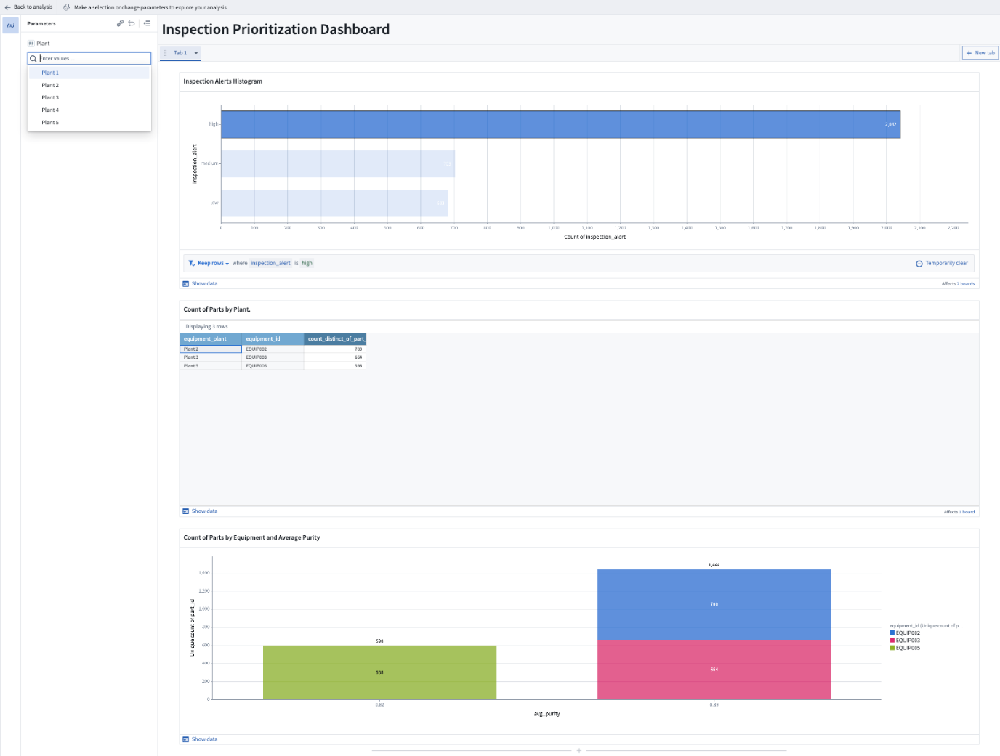 Back to analysis
Make a selection or change parameters to explore your analysis.
(x)
Parameters
Plant
Enter values...
Plant 1
Plant 2
Plant 3
Plant 4
Plant 5
Inspection Prioritization Dashboard
Tab 1
New tab
Inspection Alerts Histogram
inspection_alert
high
2,042
medium
low
0 100 200 300 400 500 600 700 800 900 1,000 1,100 1,200 1,300 1,400 1,500 1,600 1,700 1,800 1,900 2,000 2,100 2,200
Count of inspection_alert
Keep rows where inspection_alert is high
Temporarily clear
Show data
Affects 2 boards
Count of Parts by Plant.
Displaying 3 rows
equipment_plant equipment_id count_distinct_of_part_
Plant 2 EQUIP002 780
Plant 3 EQUIP003 664
Plant 5 EQUIP005 598
Show data
Affects 1 board
Count of Parts by Equipment and Average Purity
Unique count of part_id
1,400
1,200
1,000
800
600
400
200
0
598
598
1,444
780
664
0.82
0.89
avg_purity
equipment_id (Unique count of p...
EQUIP002
EQUIP003
EQUIP005
Show data